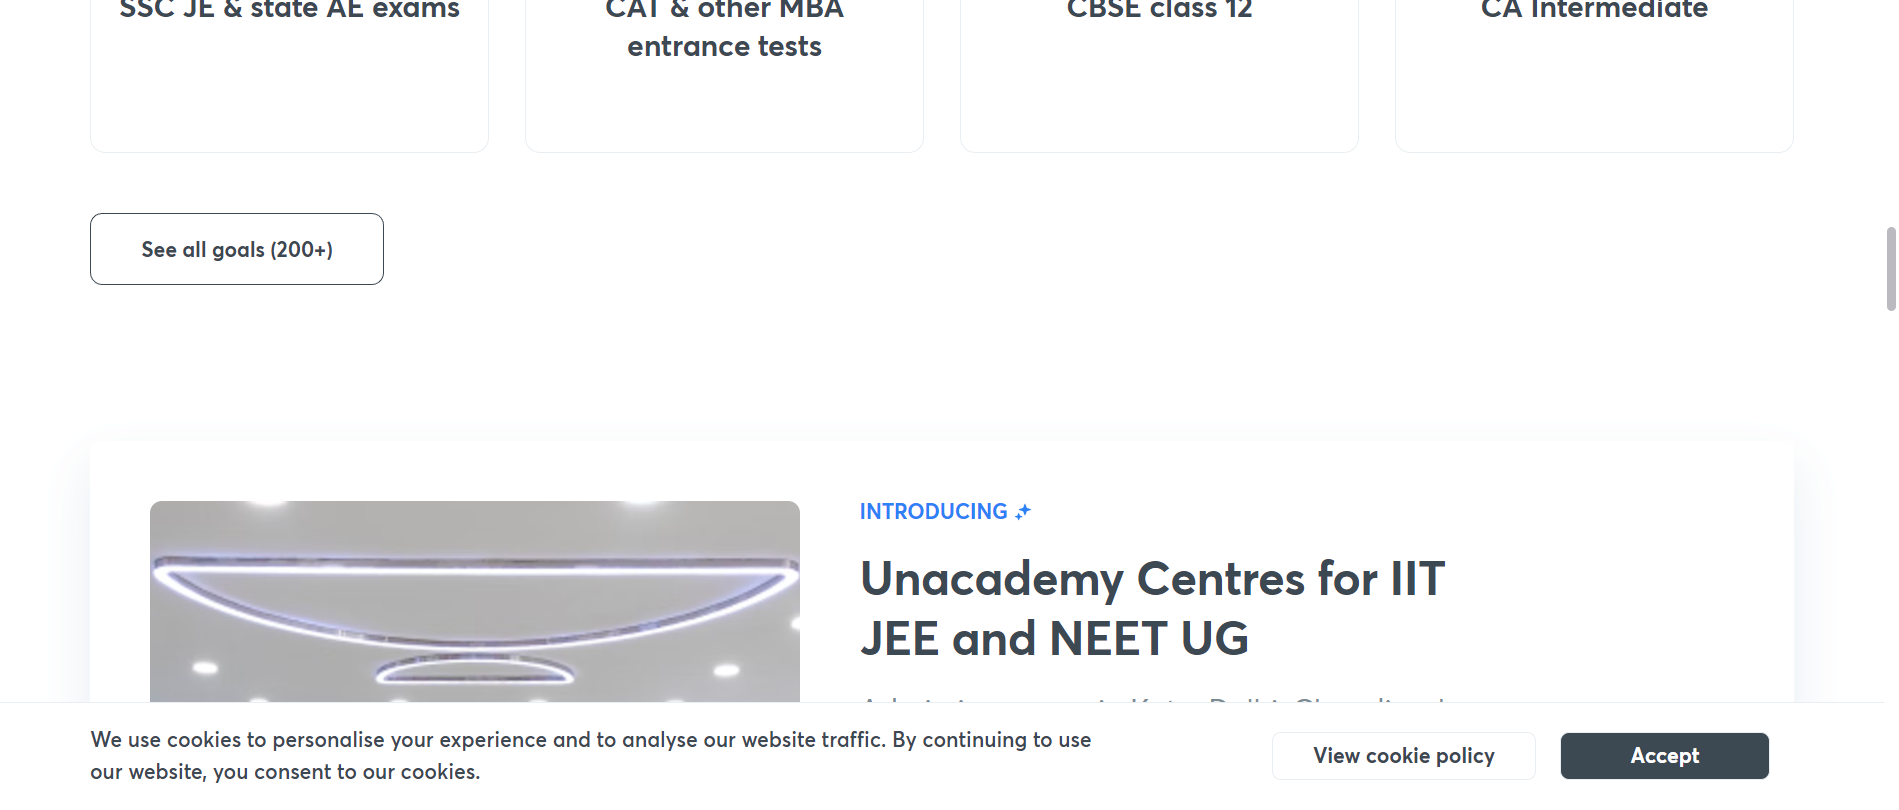 SSC JE & state AE exams
CAT & other MBA
entrance tests
CBSE class 12
CA Intermediate
See all goals (200+)
INTRODUCING
Unacademy Centres for IIT
JEE and NEET UG
We use cookies to personalise your experience and to analyse our website traffic. By continuing to use
our website, you consent to our cookies.
View cookie policy
Accept